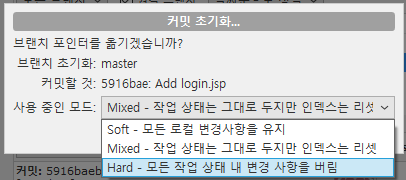 커밋 초기화...
브랜치 포인터를 옮기겠습니까?
브랜치 초기화: master
커밋할 것: 5916bae: Add login.jsp
사용 중인 모드: Mixed - 작업 상태는 그대로 두지만 인덱스는 리셋
Soft - 모든 로컬 변경사항을 유지
Mixed - 작업 상태는 그대로 두지만 인덱스는 리셋
Hard - 모든 작업 상태 내 변경 사항을 버림
커밋: